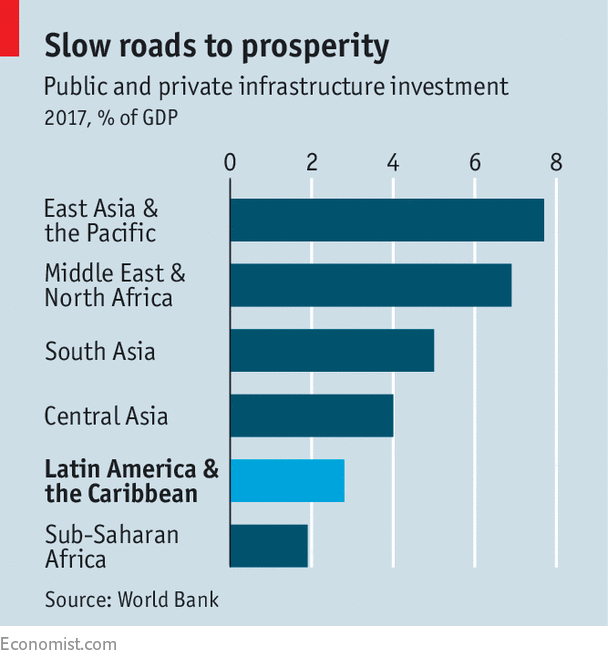 Slow roads to prosperity
Public and private infrastructure investment
2017, % of GDP
0 2 4 6 8
East Asia &
the Pacific
Middle East &
North Africa
South Asia
Central Asia
Latin America &
the Caribbean
Sub-Saharan
Africa
Source: World Bank
Economist.com